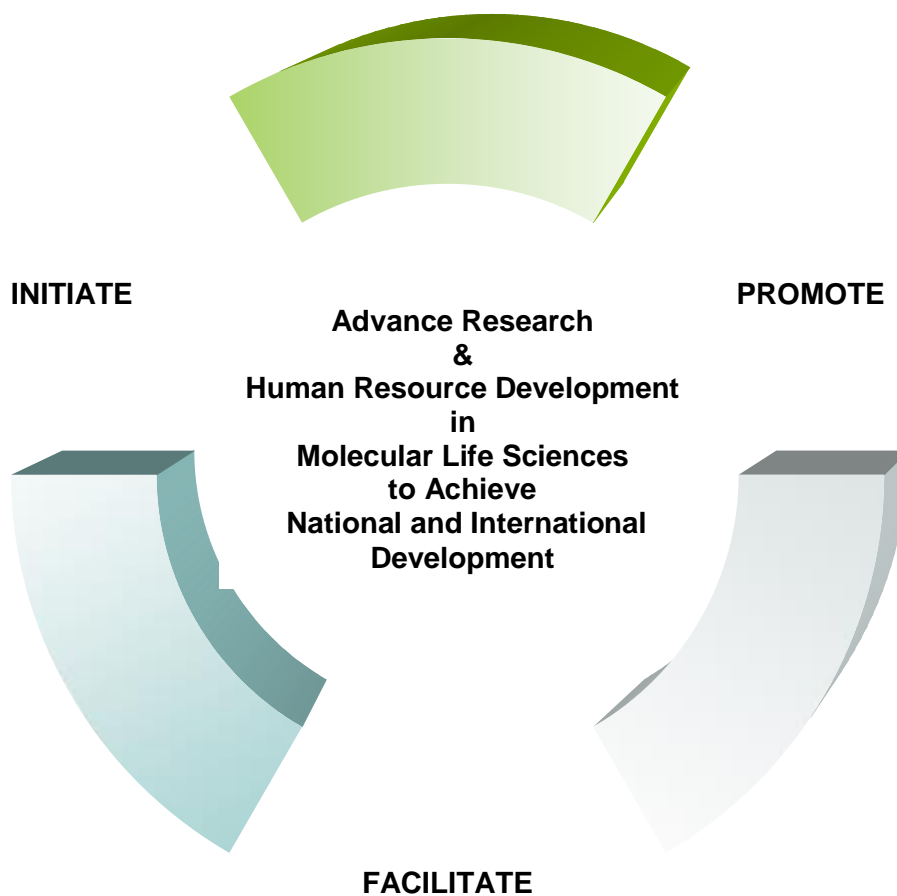 INITIATE
PROMOTE
Advance Research
&
Human Resource Development
in
Molecular Life Sciences
to Achieve
National and International
Development
FACILITATE